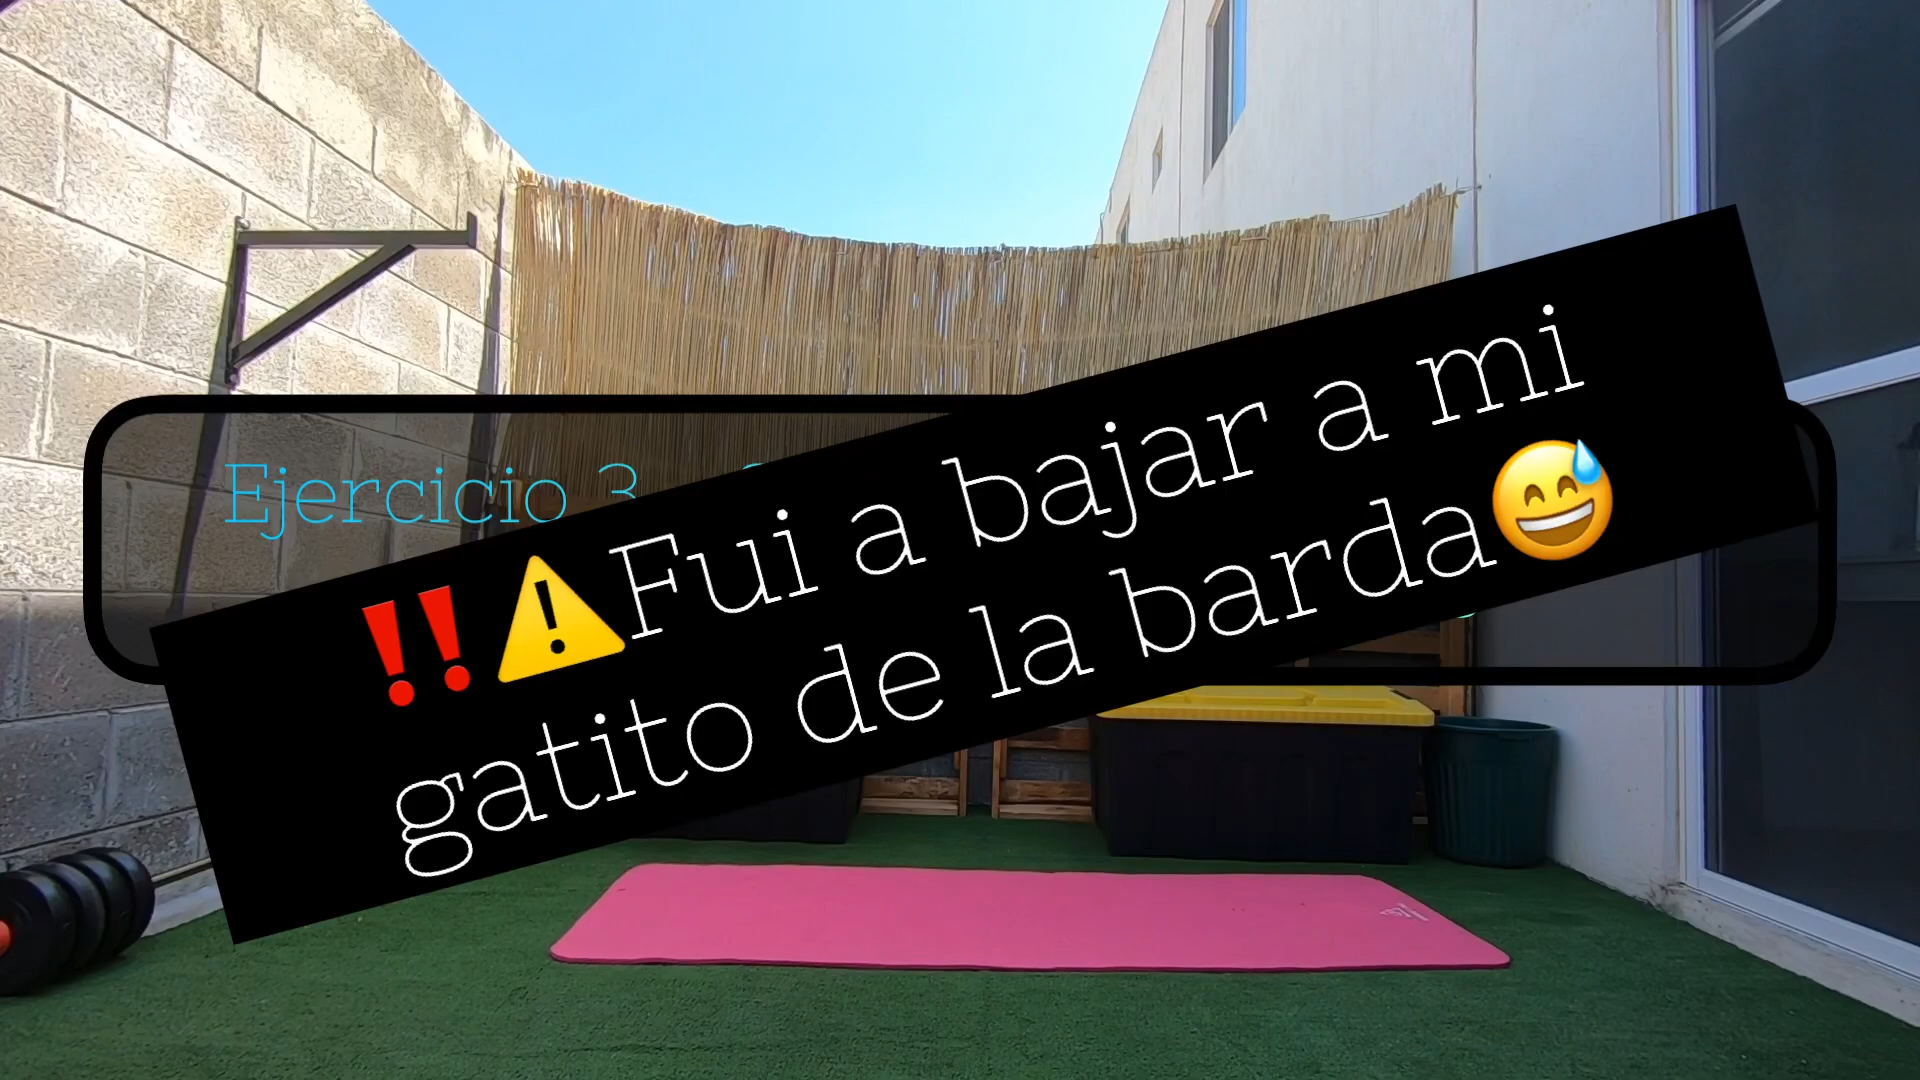 Ejercicio 3
‼️⚠️Fui a bajar a mi
gatito de la barda😅